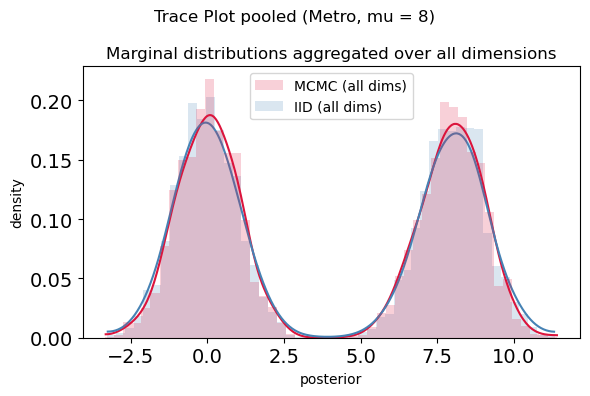 Trace Plot pooled (Metro, mu = 8)
Marginal distributions aggregated over all dimensions
MCMC (all dims)
IID (all dims)
density
0.20
0.15
0.10
0.05
0.00
−2.5 0.0 2.5 5.0 7.5 10.0
posterior